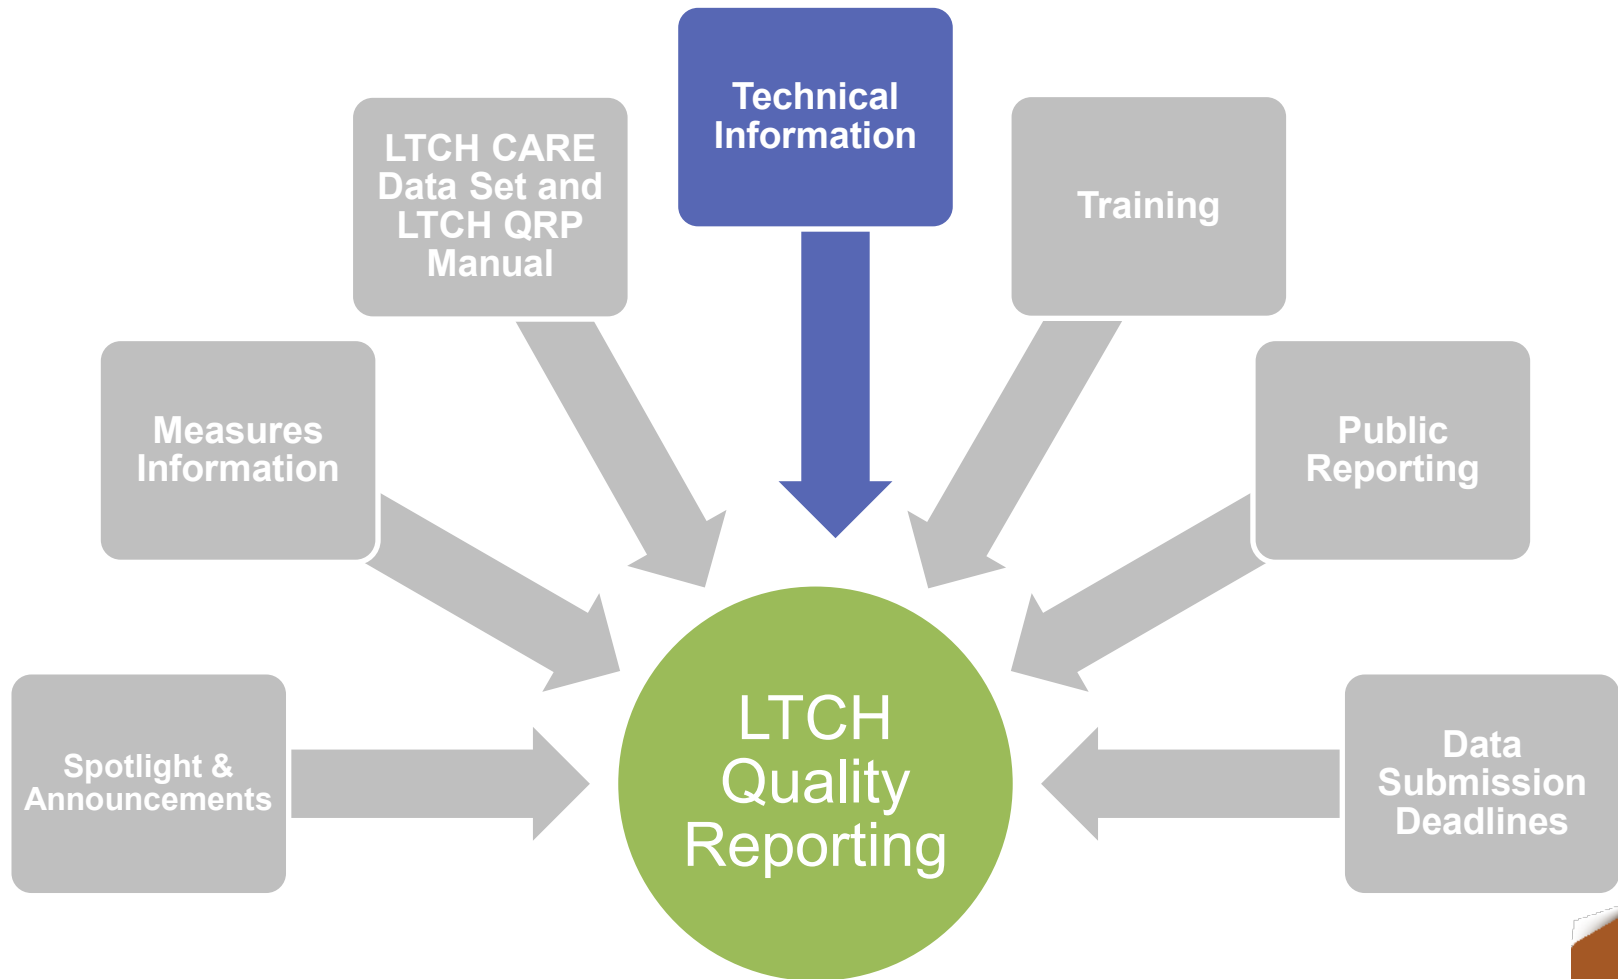 Technical
Information
LTCH CARE
Data Set and
LTCH QRP
Manual
Training
Measures
Information
Public
Reporting
Spotlight &
Announcements
LTCH
Quality
Reporting
Data
Submission
Deadlines